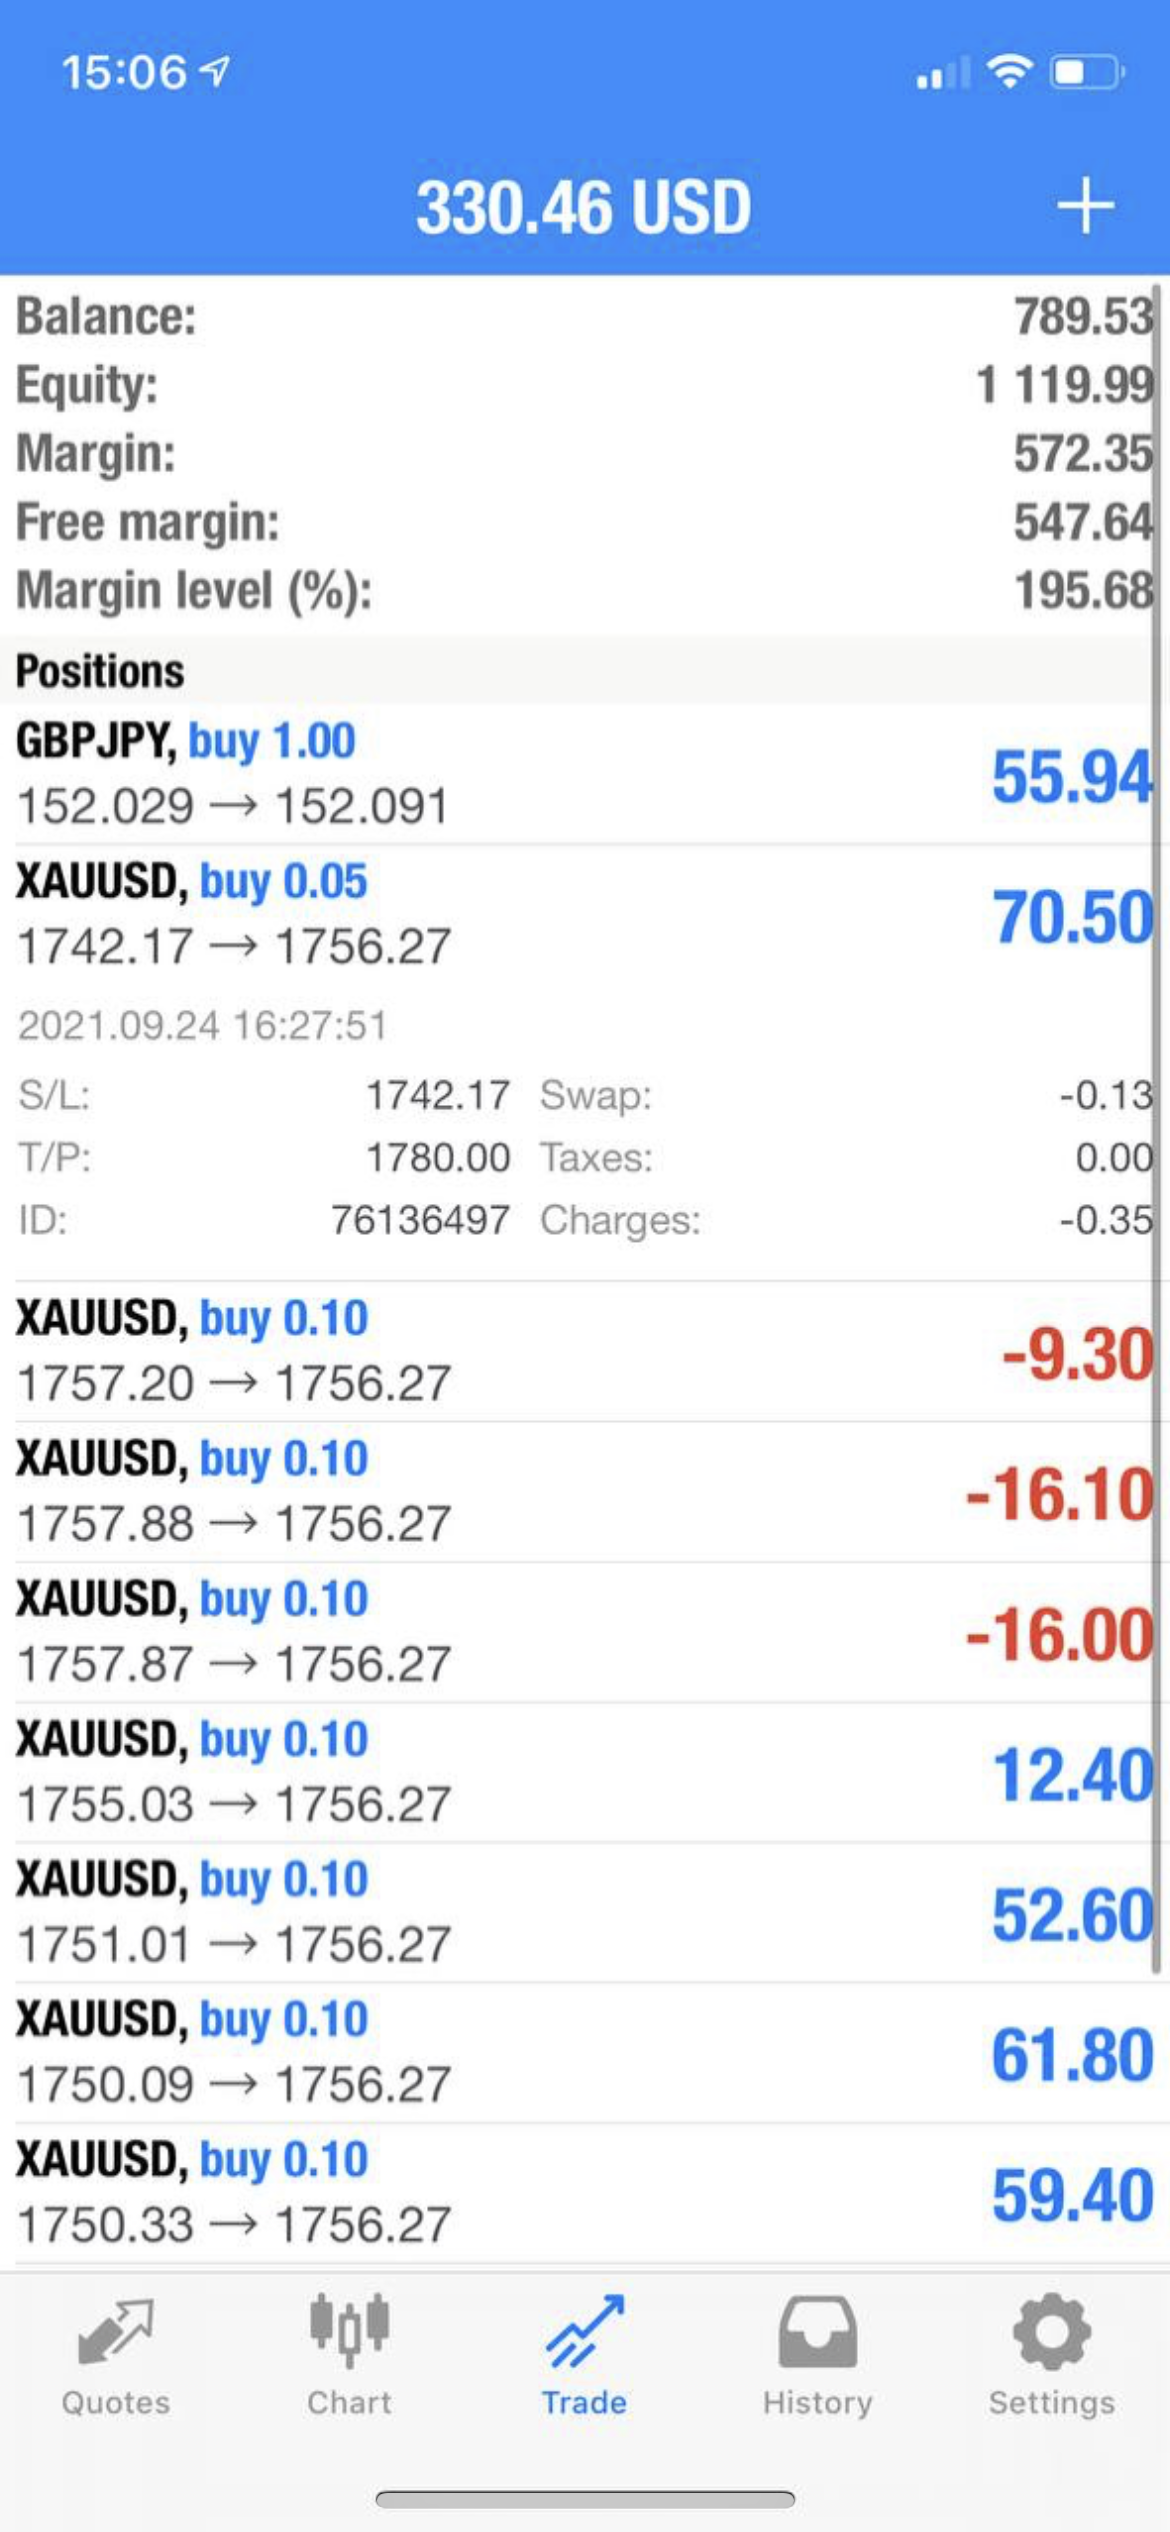 15:06
330.46 USD +
Balance: 789.53
Equity: 1 119.99
Margin: 572.35
Free margin: 547.64
Margin level (%): 195.68
Positions
GBPJPY, buy 1.00
152.029 → 152.091 55.94
XAUUSD, buy 0.05
1742.17 → 1756.27 70.50
2021.09.24 16:27:51
S/L: 1742.17 Swap: -0.13
T/P: 1780.00 Taxes: 0.00
ID: 76136497 Charges: -0.35
XAUUSD, buy 0.10
1757.20 → 1756.27 -9.30
XAUUSD, buy 0.10
1757.88 → 1756.27 -16.10
XAUUSD, buy 0.10
1757.87 → 1756.27 -16.00
XAUUSD, buy 0.10
1755.03 → 1756.27 12.40
XAUUSD, buy 0.10
1751.01 → 1756.27 52.60
XAUUSD, buy 0.10
1750.09 → 1756.27 61.80
XAUUSD, buy 0.10
1750.33 → 1756.27 59.40
Quotes Chart Trade History Settings